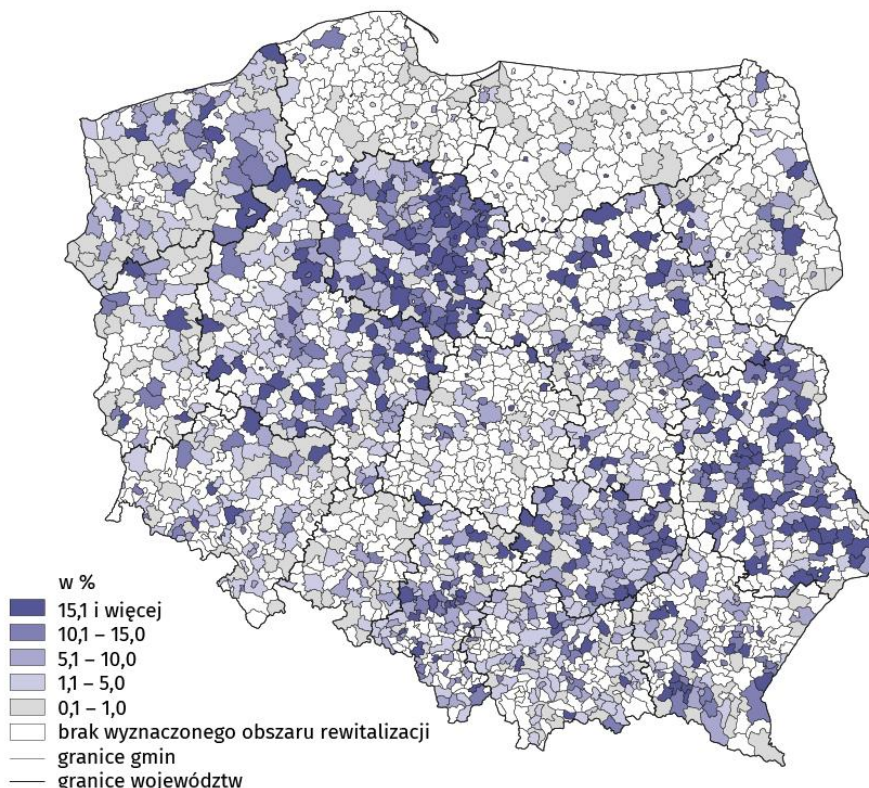 w %
15,1 i więcej
10,1 – 15,0
5,1 – 10,0
1,1 – 5,0
0,1 – 1,0
brak wyznaczonego obszaru rewitalizacji
granice gmin
granice województw